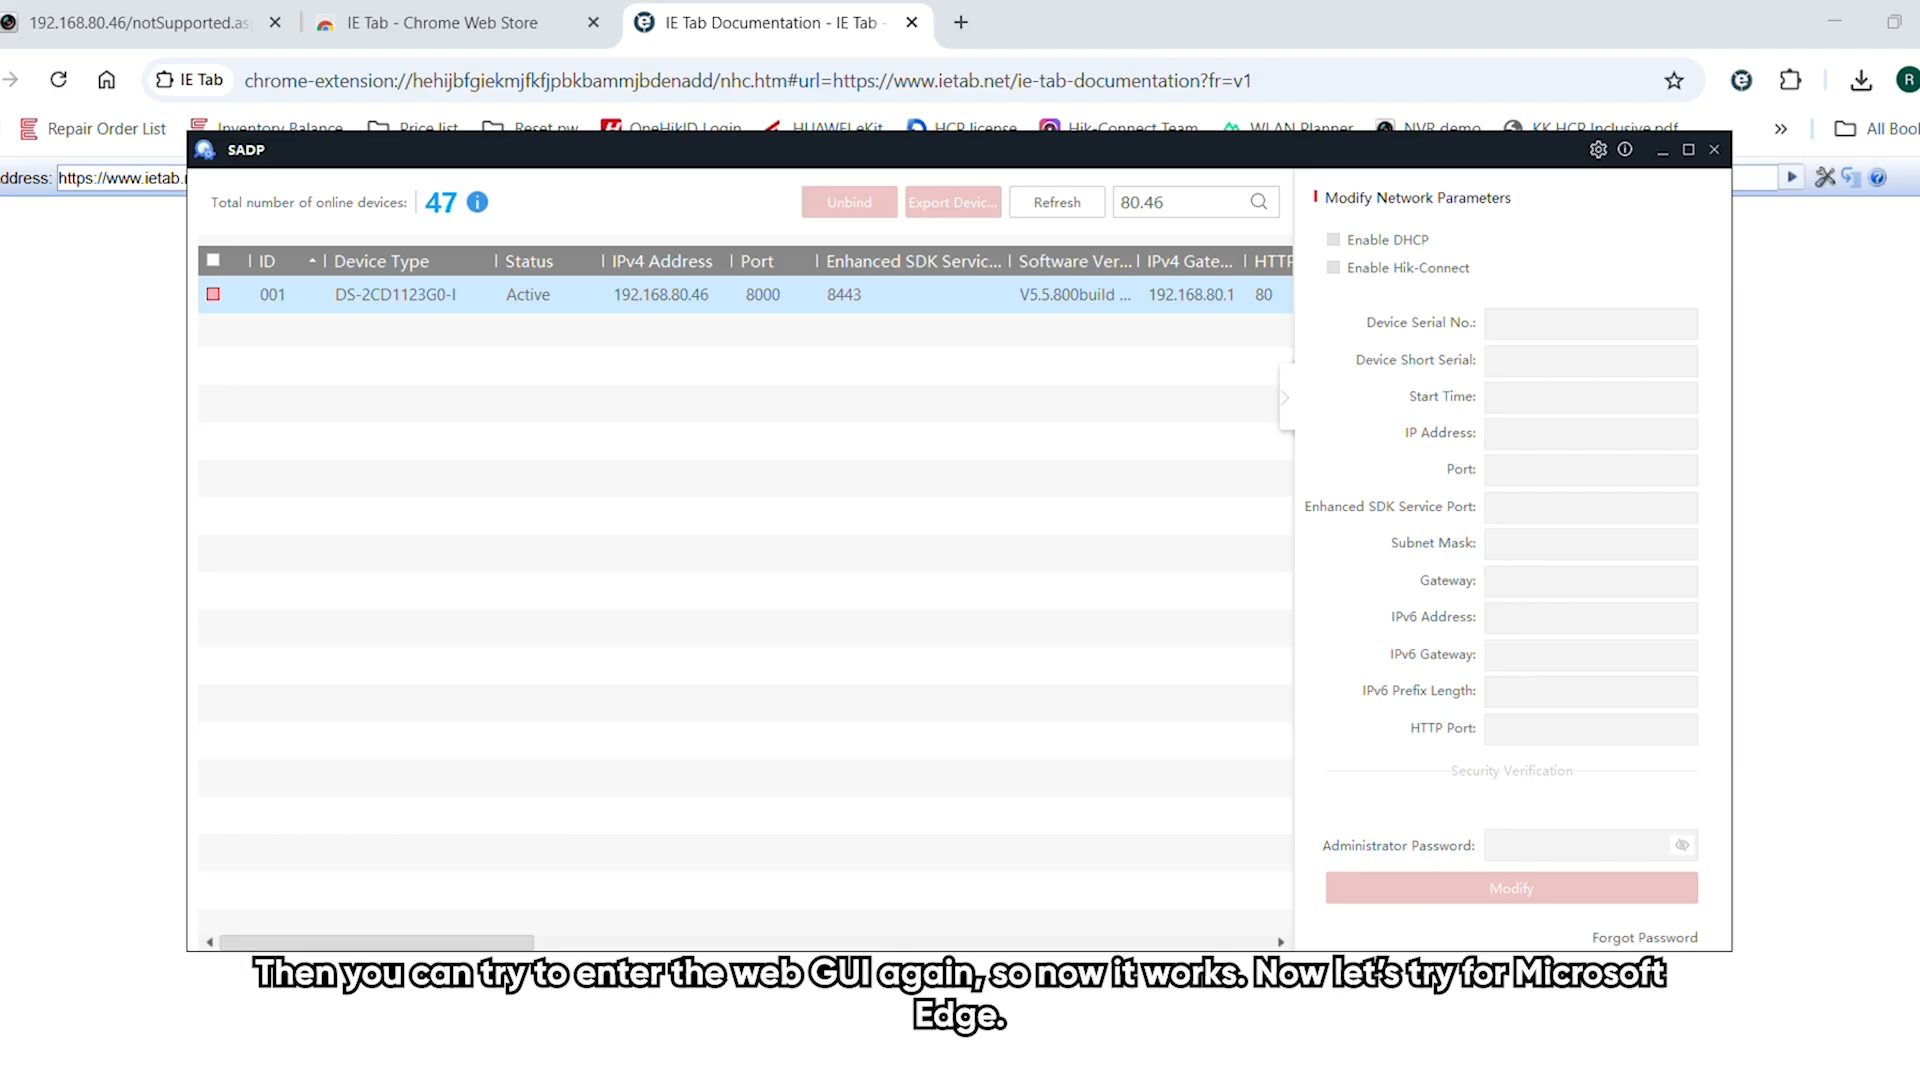 192.168.80.46/notSupported.as
IE Tab - Chrome Web Store
IE Tab Documentation - IE Tab -
IE Tab
chrome-extension://hehijbfgiekmjfkfjpbkbammjbdenadd/nhc.htm#url=https://www.ietab.net/ie-tab-documentation?fr=v1
R
Repair Order List
Inventory Balance
Price list
Reset pw
OneHikID Login
HUAWEI eKit
HCP license
Hik-Connect Team
WLAN Planner
NVR demo
KK HCP Inclusive.pdf
»
All Bool
ddress: https://www.ietab.
SADP
Total number of online devices: 47
Unbind
Export Devic...
Refresh
80.46
ID | Device Type | Status | IPv4 Address | Port | Enhanced SDK Servic... | Software Ver... | IPv4 Gate... | HTTP
001 DS-2CD1123G0-I Active 192.168.80.46 8000 8443 V5.5.800build ... 192.168.80.1 80
Modify Network Parameters
Enable DHCP
Enable Hik-Connect
Device Serial No.:
Device Short Serial:
Start Time:
IP Address:
Port:
Enhanced SDK Service Port:
Subnet Mask:
Gateway:
IPv6 Address:
IPv6 Gateway:
IPv6 Prefix Length:
HTTP Port:
Security Verification
Administrator Password:
Modify
Forgot Password
Then you can try to enter the web GUI again, so now it works. Now let's try for Microsoft
Edge.